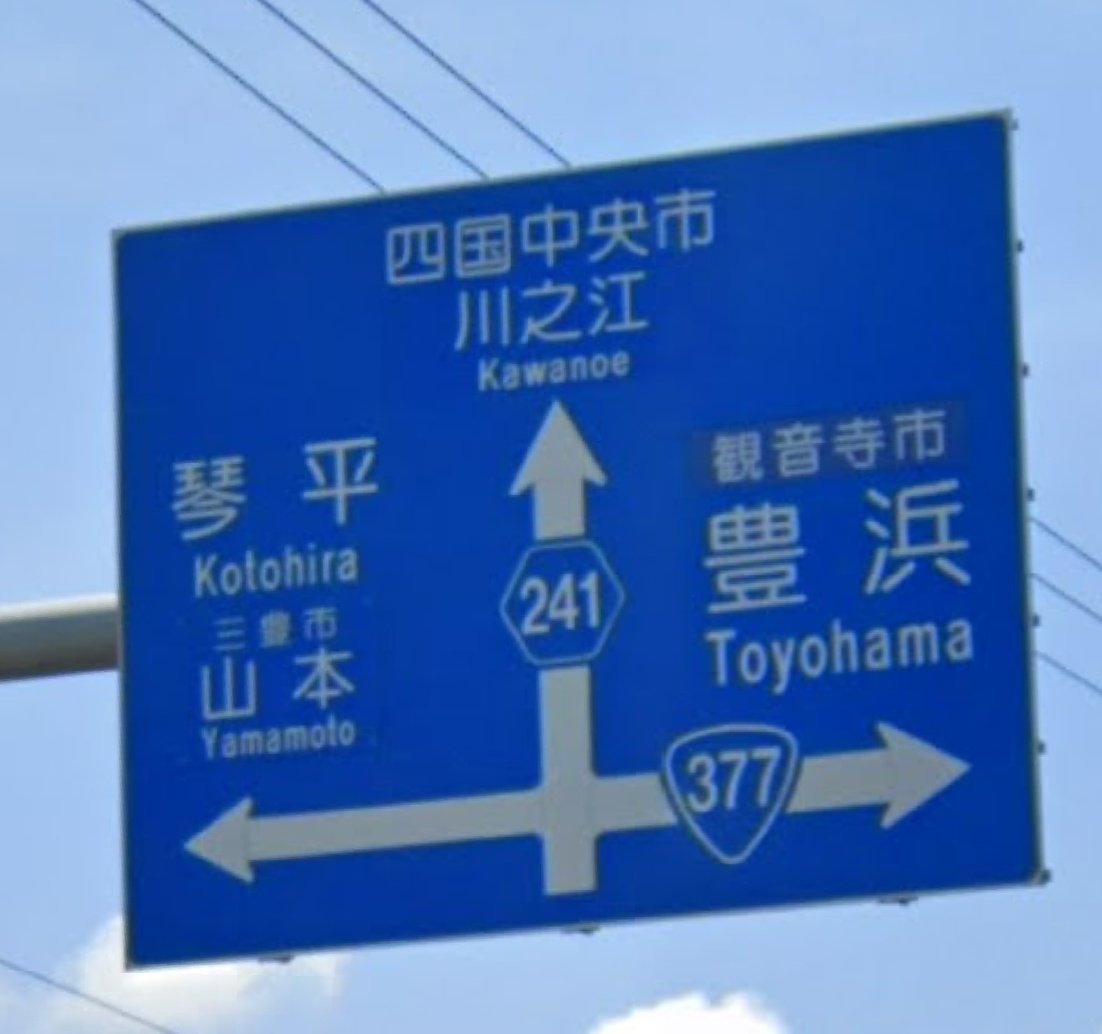 四国中央市
川之江
Kawanoe
琴平
Kotohira
三豊市
山本
Yamamoto
観音寺市
豊浜
Toyohama
241
377